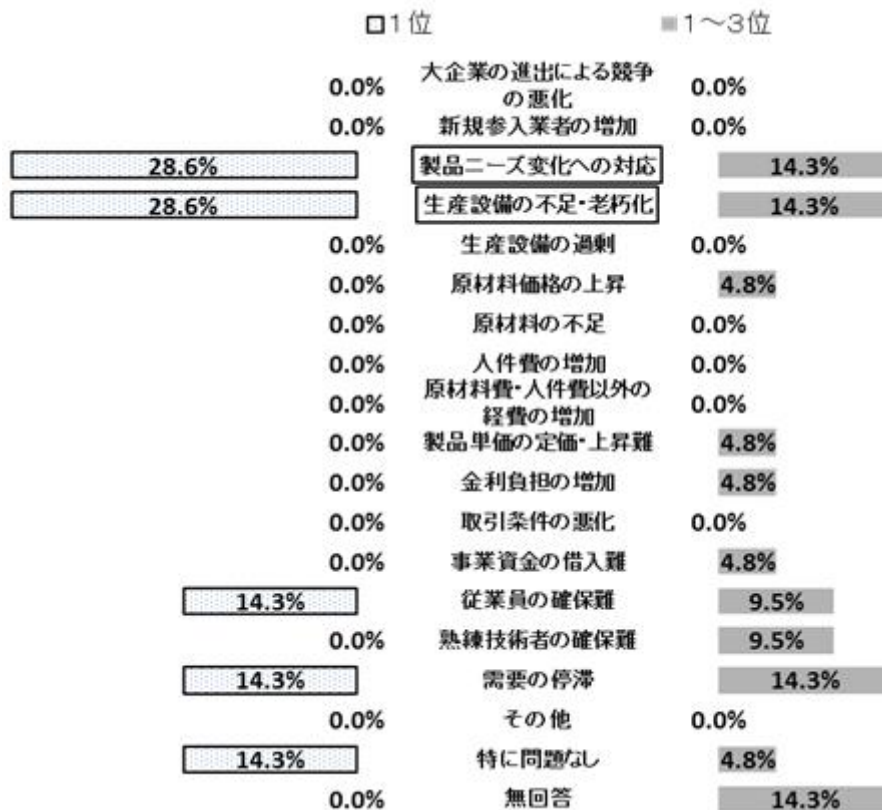 1位 1～3位
0.0% 大企業の進出による競争の悪化 0.0%
0.0% 新規参入業者の増加 0.0%
28.6% 製品ニーズ変化への対応 14.3%
28.6% 生産設備の不足・老朽化 14.3%
0.0% 生産設備の過剰 0.0%
0.0% 原材料価格の上昇 4.8%
0.0% 原材料の不足 0.0%
0.0% 人件費の増加 0.0%
0.0% 原材料費・人件費以外の経費の増加 0.0%
0.0% 製品単価の定価・上昇難 4.8%
0.0% 金利負担の増加 4.8%
0.0% 取引条件の悪化 0.0%
0.0% 事業資金の借入難 4.8%
14.3% 従業員の確保難 9.5%
0.0% 熟練技術者の確保難 9.5%
14.3% 需要の停滞 14.3%
0.0% その他 0.0%
14.3% 特に問題なし 4.8%
0.0% 無回答 14.3%